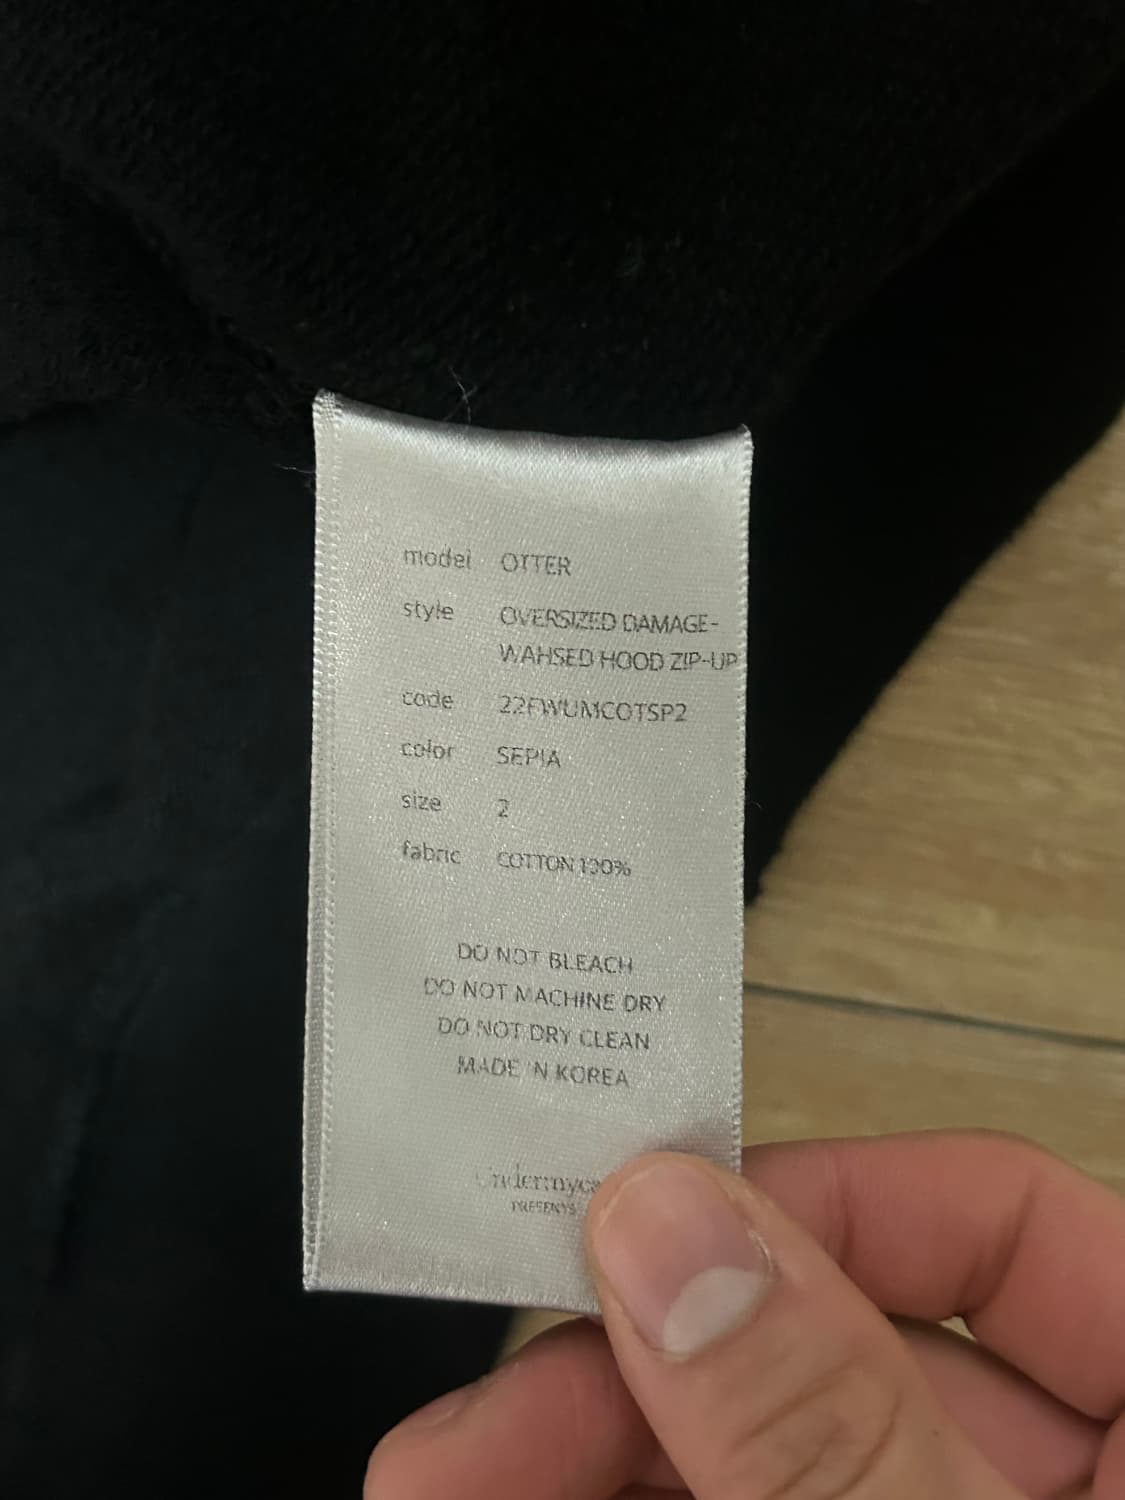 model OTTER
style OVERSIZED DAMAGE-
WAHSED HOOD ZIP-UP
code 22FWUMCOTSP2
color SEPIA
size 2
fabric COTTON 100%
DO NOT BLEACH
DO NOT MACHINE DRY
DO NOT DRY CLEAN
MADE IN KOREA